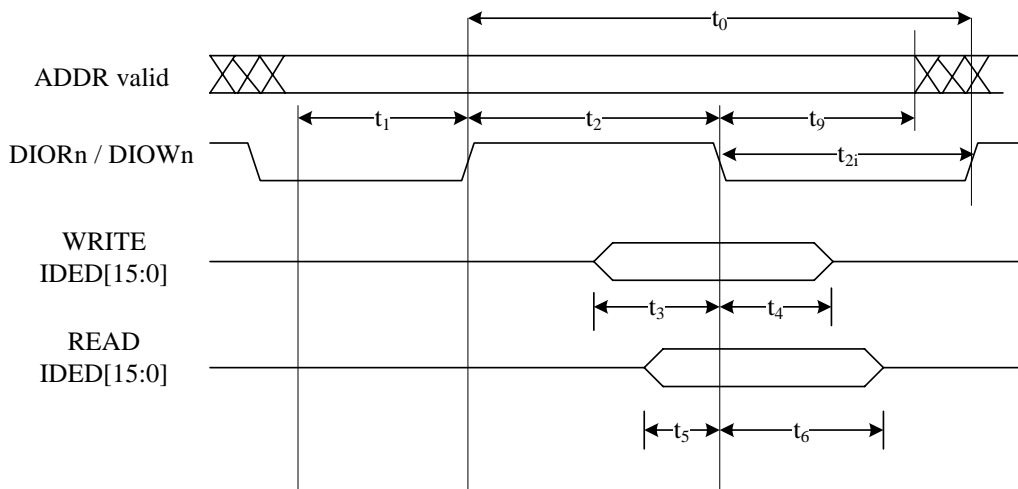 t₀
ADDR valid
t₁ t₂ t₉
DIORn / DIOWn
t₂ᵢ
WRITE
IDED[15:0]
t₃ t₄
READ
IDED[15:0]
t₅ t₆